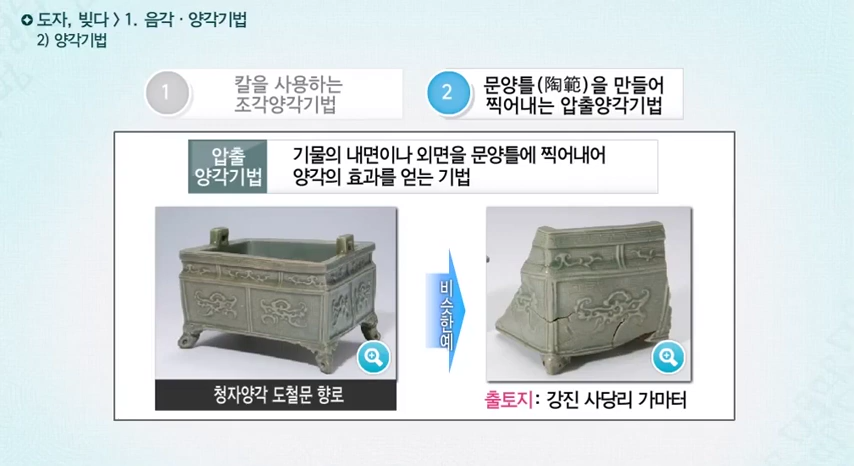 도자, 빚다 > 1. 음각·양각기법
2) 양각기법
1
칼을 사용하는
조각양각기법
2
문양틀(陶範)을 만들어
찍어내는 압출양각기법
압출
양각기법
기물의 내면이나 외면을 문양틀에 찍어내어
양각의 효과를 얻는 기법
비슷한예
청자양각 도철문 향로
출토지: 강진 사당리 가마터